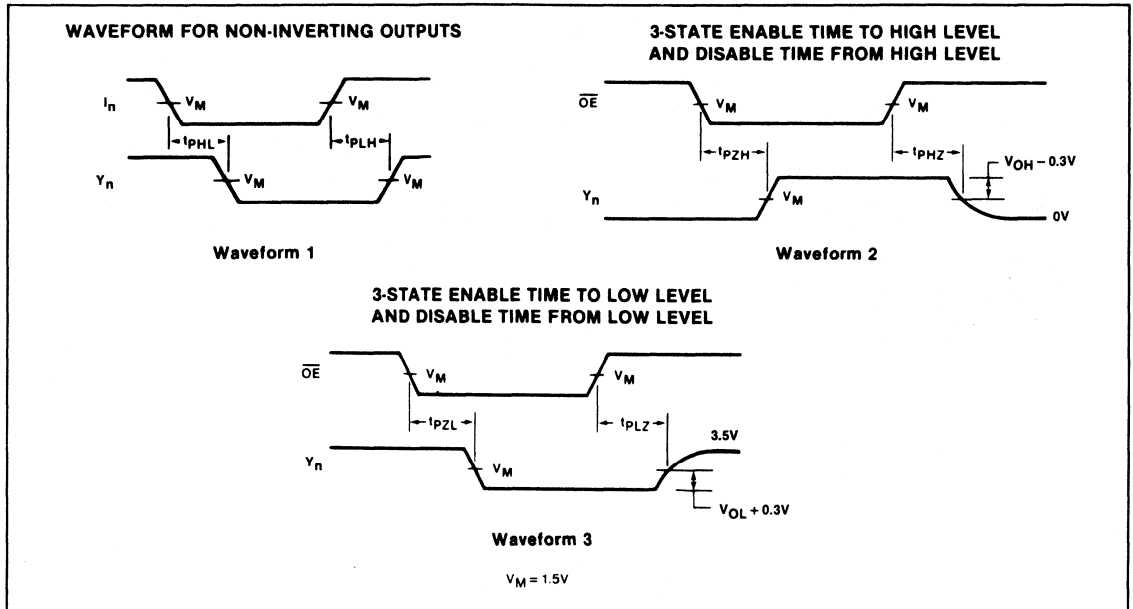 WAVEFORM FOR NON-INVERTING OUTPUTS
In
VM
VM
tPHL
tPLH
Yn
VM
VM
Waveform 1
3-STATE ENABLE TIME TO HIGH LEVEL
AND DISABLE TIME FROM HIGH LEVEL
OE
VM
VM
tPZH
tPHZ
VOH – 0.3V
Yn
VM
0V
Waveform 2
3-STATE ENABLE TIME TO LOW LEVEL
AND DISABLE TIME FROM LOW LEVEL
OE
VM
VM
tPZL
tPLZ
3.5V
Yn
VM
VOL + 0.3V
Waveform 3
VM = 1.5V